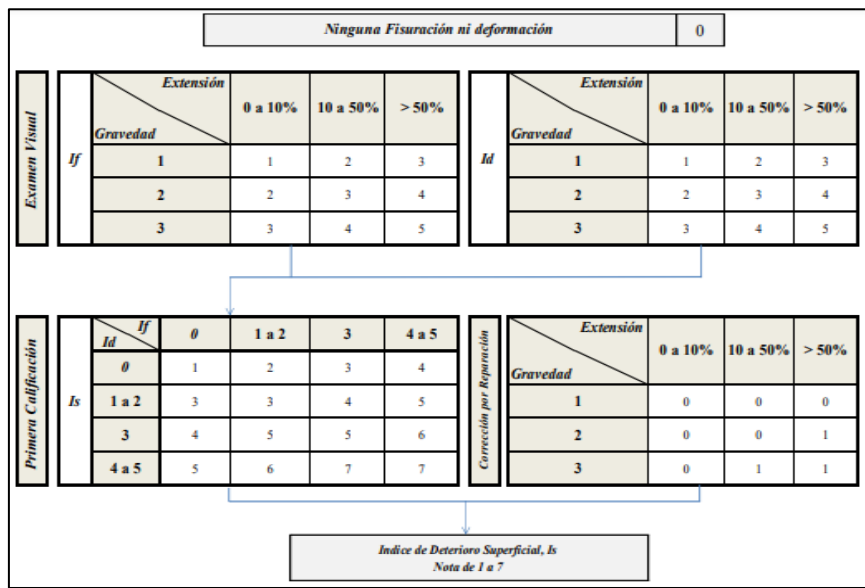 Ninguna Fisuración ni deformación 0
Examen Visual
If
Extensión
Gravedad
0 a 10% 10 a 50% > 50%
1 1 2 3
2 2 3 4
3 3 4 5
Id
Extensión
Gravedad
0 a 10% 10 a 50% > 50%
1 1 2 3
2 2 3 4
3 3 4 5
Primera Calificación
Is
If
Id
0 1 a 2 3 4 a 5
0 1 2 3 4
1 a 2 3 3 4 5
3 4 5 5 6
4 a 5 5 6 7 7
Corrección por Reparación
Extensión
Gravedad
0 a 10% 10 a 50% > 50%
1 0 0 0
2 0 0 1
3 0 1 1
Indice de Deterioro Superficial, Is
Nota de 1 a 7